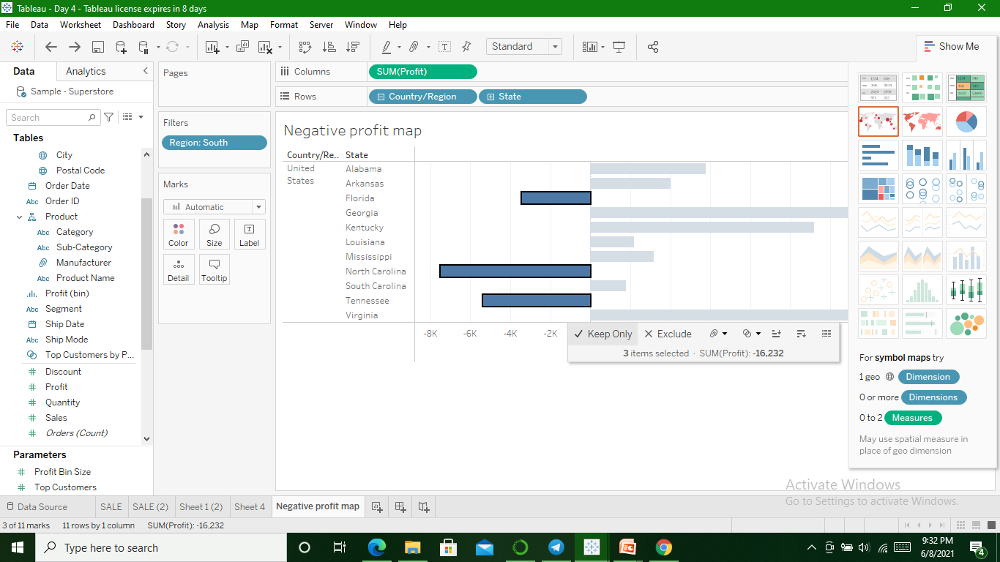 Tableau - Day 4 - Tableau license expires in 8 days
File Data Worksheet Dashboard Story Analysis Map Format Server Window Help
Standard
Show Me
Data Analytics
Sample - Superstore
Search
Tables
City
Postal Code
Order Date
Abc Order ID
Product
Abc Category
Abc Sub-Category
Manufacturer
Abc Product Name
Profit (bin)
Abc Segment
Ship Date
Abc Ship Mode
Top Customers by P...
Discount
Profit
Quantity
Sales
Orders (Count)
Parameters
Profit Bin Size
Top Customers
Pages
Filters
Region: South
Marks
Automatic
Color Size Label
Detail Tooltip
Columns SUM(Profit)
Rows Country/Region State
Negative profit map
Country/Re.. State
United States
Alabama
Arkansas
Florida
Georgia
Kentucky
Louisiana
Mississippi
North Carolina
South Carolina
Tennessee
Virginia
-8K -6K -4K -2K
Keep Only Exclude
3 items selected · SUM(Profit): -16,232
For symbol maps try
1 geo Dimension
0 or more Dimensions
0 to 2 Measures
May use spatial measure in
place of geo dimension
Activate Windows
Go to Settings to activate Windows.
Data Source SALE SALE (2) Sheet 1 (2) Sheet 4 Negative profit map
3 of 11 marks 11 rows by 1 column SUM(Profit): -16,232
Type here to search
9:32 PM
6/8/2021
4